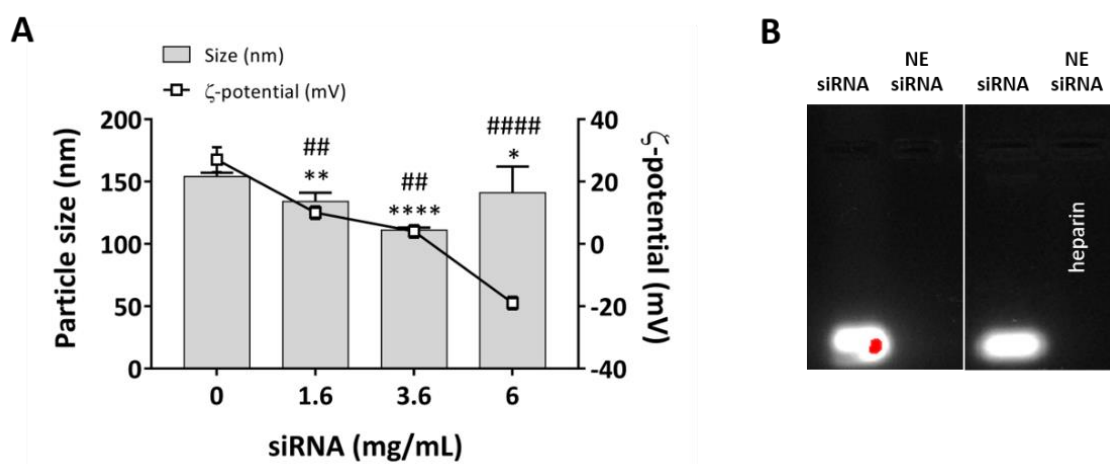 A
Size (nm)
ζ-potential (mV)
Particle size (nm)
200
150
100
50
0
##
**
##
****
####
*
40
20
0
-20
-40
ζ-potential (mV)
0 1.6 3.6 6
siRNA (mg/mL)
B
siRNA
NE
siRNA
siRNA
NE
siRNA
heparin